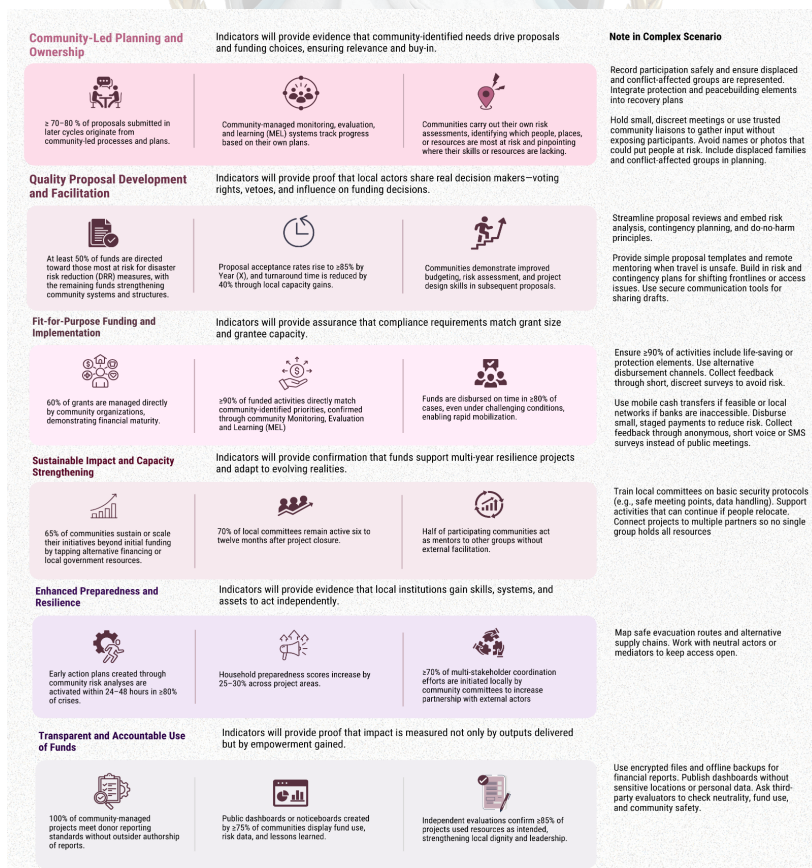 Community-Led Planning and
Ownership
Indicators will provide evidence that community-identified needs drive proposals
and funding choices, ensuring relevance and buy-in.
Note in Complex Scenario
≥ 70–80 % of proposals submitted in
later cycles originate from
community-led processes and plans.
Community-managed monitoring, evaluation,
and learning (MEL) systems track progress
based on their own plans.
Communities carry out their own risk
assessments, identifying which people, places,
or resources are most at risk and pinpointing
where their skills or resources are lacking.
Record participation safely and ensure displaced
and conflict-affected groups are represented.
Integrate protection and peacebuilding elements
into recovery plans
Hold small, discreet meetings or use trusted
community liaisons to gather input without
exposing participants. Avoid names or photos that
could put people at risk. Include displaced families
and conflict-affected groups in planning.
Quality Proposal Development
and Facilitation
Indicators will provide proof that local actors share real decision makers—voting
rights, vetoes, and influence on funding decisions.
At least 50% of funds are directed
toward those most at risk for disaster
risk reduction (DRR) measures, with
the remaining funds strengthening
community systems and structures.
Proposal acceptance rates rise to ≥85% by
Year (X), and turnaround time is reduced by
40% through local capacity gains.
Communities demonstrate improved
budgeting, risk assessment, and project
design skills in subsequent proposals.
Streamline proposal reviews and embed risk
analysis, contingency planning, and do-no-harm
principles.
Provide simple proposal templates and remote
mentoring when travel is unsafe. Build in risk and
contingency plans for shifting frontlines or access
issues. Use secure communication tools for
sharing drafts.
Fit-for-Purpose Funding and
Implementation
Indicators will provide assurance that compliance requirements match grant size
and grantee capacity.
60% of grants are managed directly
by community organizations,
demonstrating financial maturity.
≥90% of funded activities directly match
community-identified priorities, confirmed
through community Monitoring, Evaluation
and Learning (MEL)
Funds are disbursed on time in ≥80% of
cases, even under challenging conditions,
enabling rapid mobilization.
Ensure ≥90% of activities include life-saving or
protection elements. Use alternative
disbursement channels. Collect feedback
through short, discreet surveys to avoid risk.
Use mobile cash transfers if feasible or local
networks if banks are inaccessible. Disburse
small, staged payments to reduce risk. Collect
feedback through anonymous, short voice or SMS
surveys instead of public meetings.
Sustainable Impact and Capacity
Strengthening
Indicators will provide confirmation that funds support multi-year resilience projects
and adapt to evolving realities.
65% of communities sustain or scale
their initiatives beyond initial funding
by tapping alternative financing or
local government resources.
70% of local committees remain active six to
twelve months after project closure.
Half of participating communities act
as mentors to other groups without
external facilitation.
Train local committees on basic security protocols
(e.g., safe meeting points, data handling). Support
activities that can continue if people relocate.
Connect projects to multiple partners so no single
group holds all resources
Enhanced Preparedness and
Resilience
Indicators will provide evidence that local institutions gain skills, systems, and
assets to act independently.
Early action plans created through
community risk analyses are
activated within 24–48 hours in ≥80%
of crises.
Household preparedness scores increase by
25–30% across project areas.
≥70% of multi-stakeholder coordination
efforts are initiated locally by
community committees to increase
partnership with external actors
Map safe evacuation routes and alternative
supply chains. Work with neutral actors or
mediators to keep access open.
Transparent and Accountable Use
of Funds
Indicators will provide proof that impact is measured not only by outputs delivered
but by empowerment gained.
100% of community-managed
projects meet donor reporting
standards without outsider authorship
of reports.
Public dashboards or noticeboards created
by ≥75% of communities display fund use,
risk data, and lessons learned.
Independent evaluations confirm ≥85% of
projects used resources as intended,
strengthening local dignity and leadership.
Use encrypted files and offline backups for
financial reports. Publish dashboards without
sensitive locations or personal data. Ask third-
party evaluators to check neutrality, fund use,
and community safety.